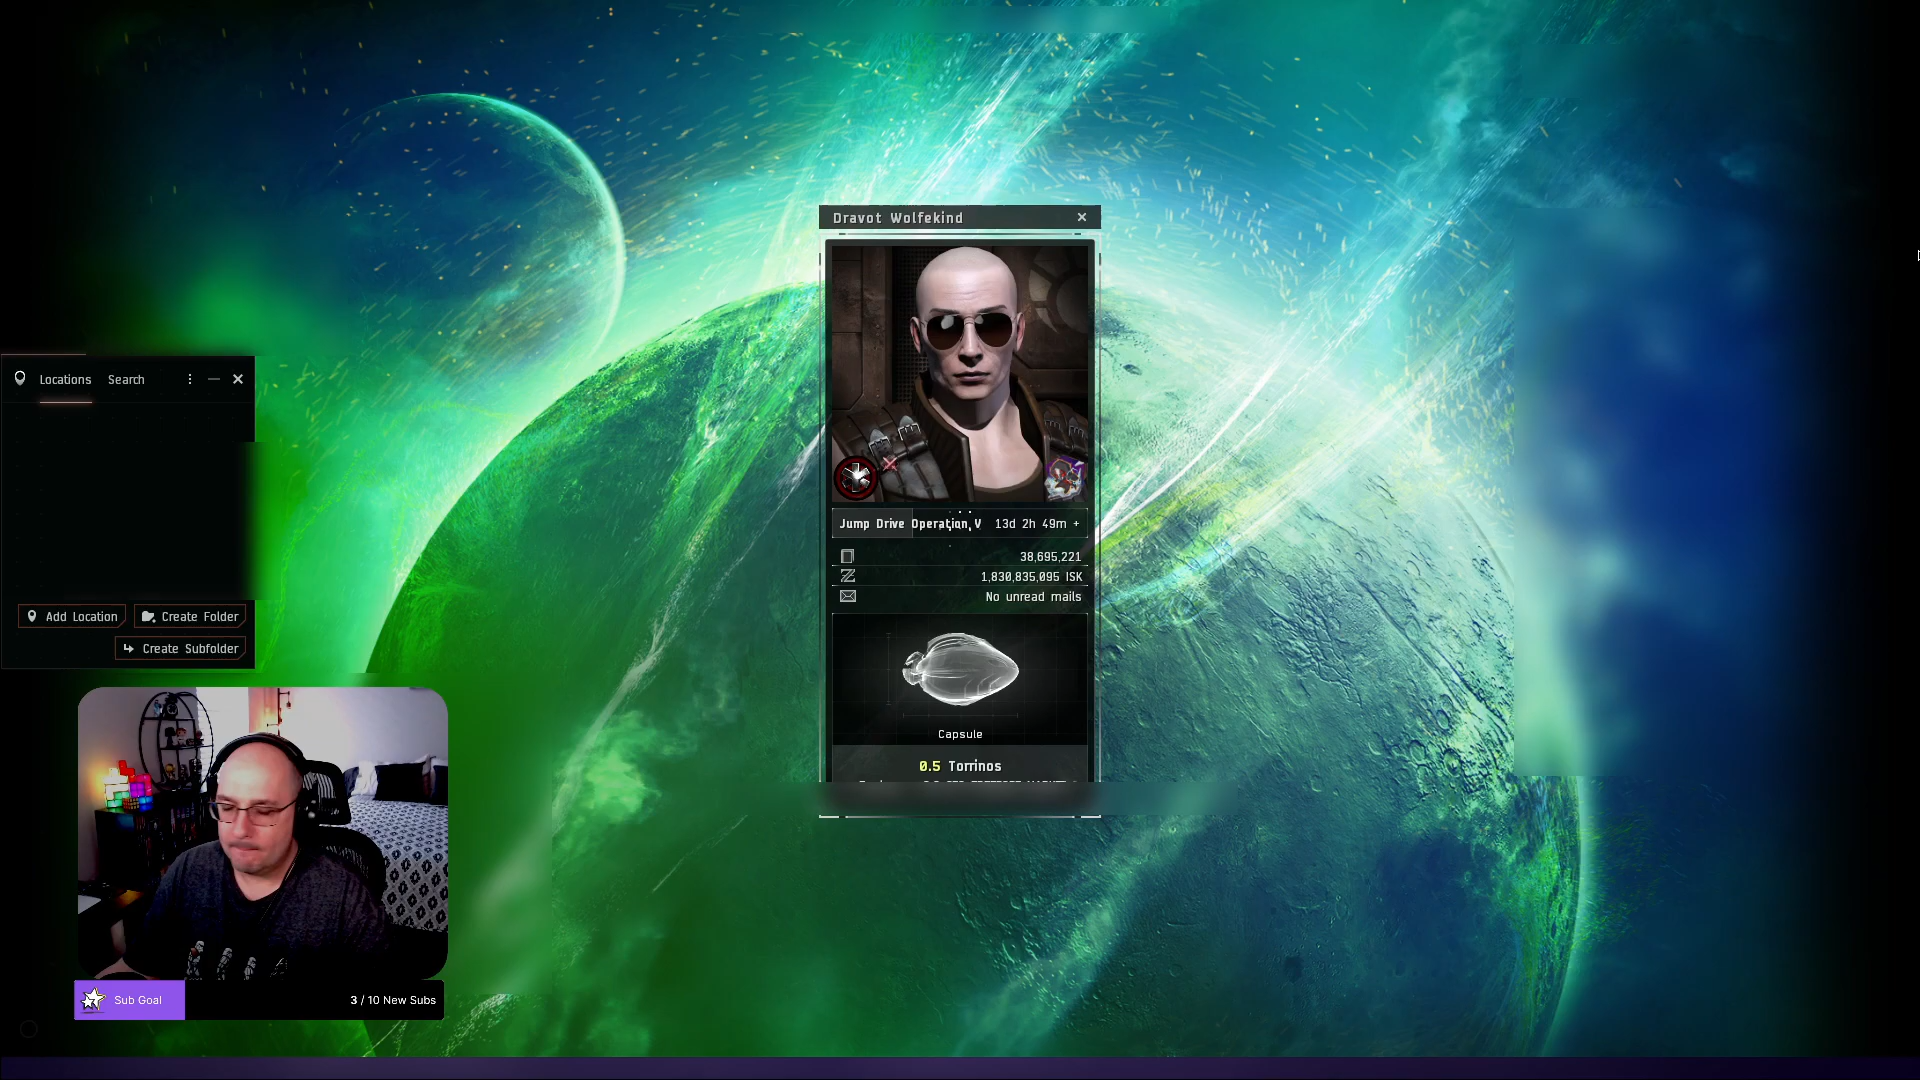 Dravot Wolfekind
Locations Search
Jump Drive Operation V 13d 2h 49m +
38,695,221
1,830,835,095 ISK
No unread mails
Add Location Create Folder
Create Subfolder
Capsule
0.5 Torrinos
Sub Goal 3 / 10 New Subs